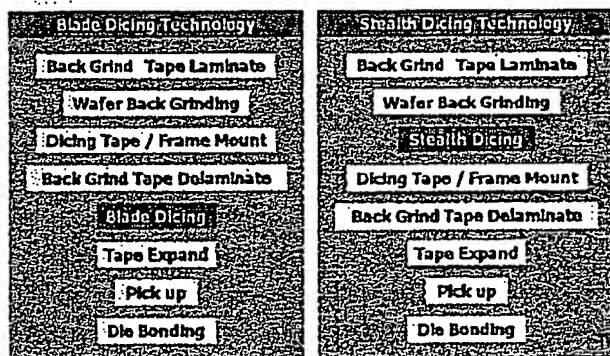 Blade Dicing Technology
Back Grind Tape Laminate
Wafer Back Grinding
Dicing Tape / Frame Mount
Back Grind Tape Delaminate
Blade Dicing
Tape Expand
Pick up
Die Bonding
Stealth Dicing Technology
Back Grind Tape Laminate
Wafer Back Grinding
Stealth Dicing
Dicing Tape / Frame Mount
Back Grind Tape Delaminate
Tape Expand
Pick up
Die Bonding